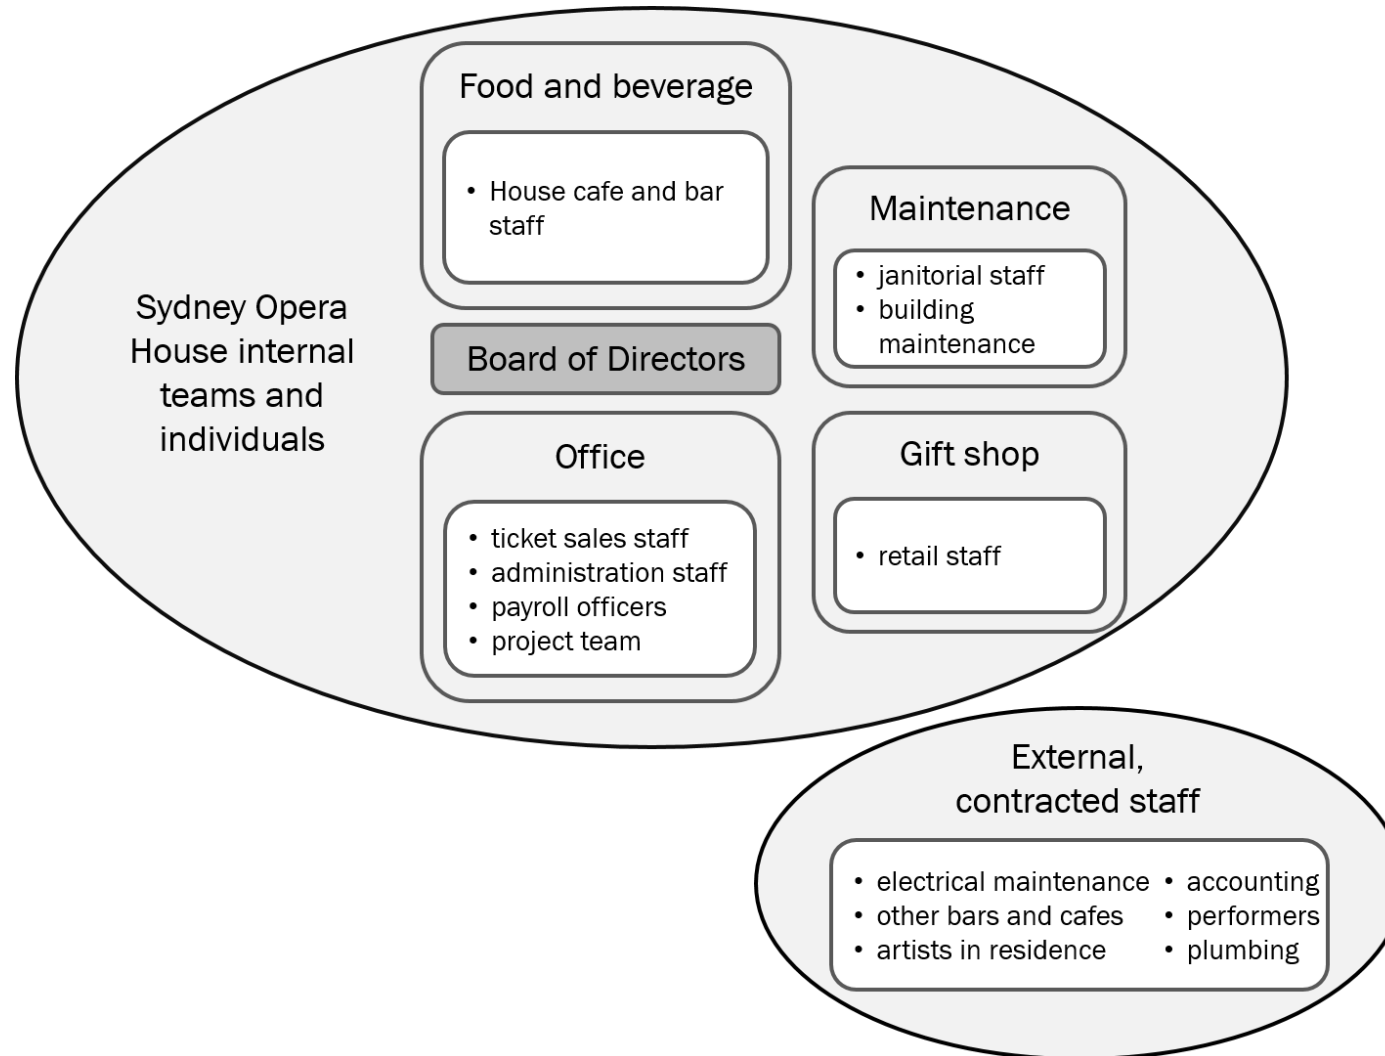 Food and beverage
• House cafe and bar
staff
Maintenance
• janitorial staff
• building
maintenance
Sydney Opera
House internal
teams and
individuals
Board of Directors
Office
• ticket sales staff
• administration staff
• payroll officers
• project team
Gift shop
• retail staff
External,
contracted staff
• electrical maintenance
• other bars and cafes
• artists in residence
• accounting
• performers
• plumbing